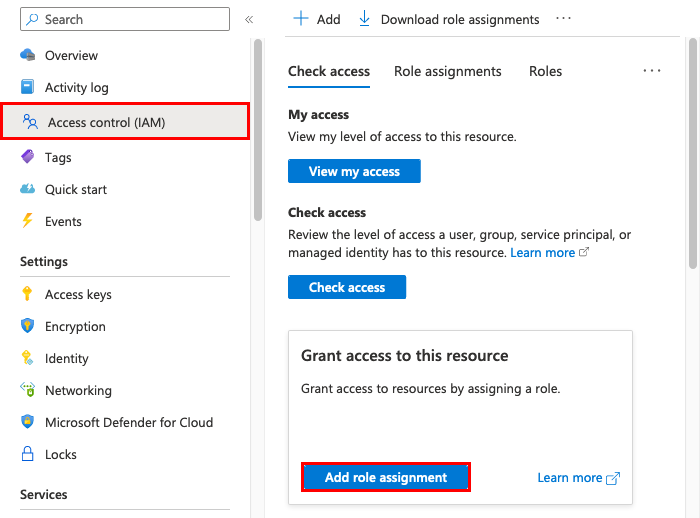 Search
«
Overview
Activity log
Access control (IAM)
Tags
Quick start
Events
Settings
Access keys
Encryption
Identity
Networking
Microsoft Defender for Cloud
Locks
Services
Add
Download role assignments
Check access
Role assignments
Roles
My access
View my level of access to this resource.
View my access
Check access
Review the level of access a user, group, service principal, or
managed identity has to this resource. Learn more
Check access
Grant access to this resource
Grant access to resources by assigning a role.
Add role assignment
Learn more